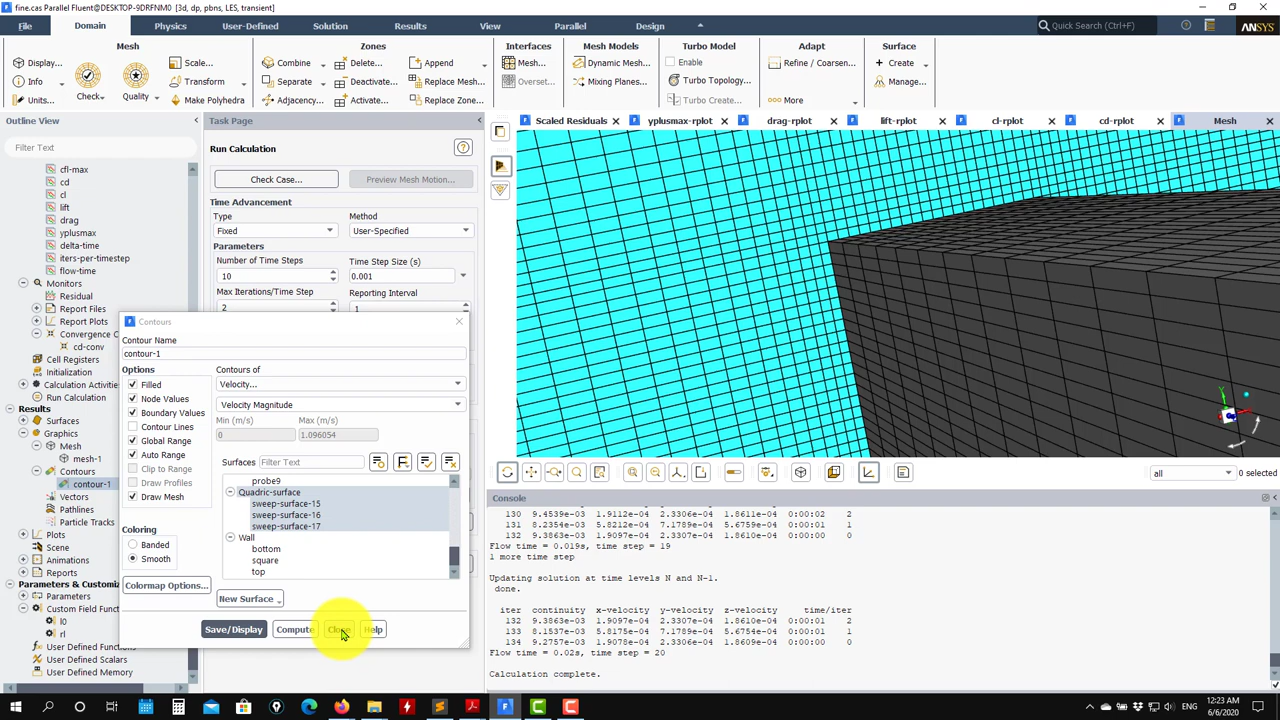 fine.cas Parallel Fluent@DESKTOP-9DRFNM0 [3d, dp, pbns, LES, transient]
File Domain Physics User-Defined Solution Results View Parallel Design Quick Search (Ctrl+F) ANSYS
Mesh Zones Interfaces Mesh Models Turbo Model Adapt Surface
Display... Scale... Combine Delete... Append Mesh... Dynamic Mesh... Enable Refine / Coarsen... Create
Info Check Quality Transform Separate Deactivate... Replace Mesh... Overset... Mixing Planes... Turbo Topology... Manage...
Units... Make Polyhedra Adjacency... Activate... Replace Zone... Turbo Create... More
Outline View
Filter Text
cfl-max
cd
cl
lift
drag
yplusmax
delta-time
iters-per-timestep
flow-time
Monitors
Residual
Report Files
Report Plots
Convergence C
cd-conv
Cell Registers
Initialization
Calculation Activitie
Run Calculation
Results
Surfaces
Graphics
Mesh
mesh-1
Contours
contour-1
Vectors
Pathlines
Particle Tracks
Plots
Scene
Animations
Reports
Parameters & Customiz
Parameters
Custom Field Func
l0
rl
User Defined Functi
User Defined Scalars
User Defined Memory
Task Page
Run Calculation
Check Case... Preview Mesh Motion...
Time Advancement
Type Method
Fixed User-Specified
Parameters
Number of Time Steps Time Step Size (s)
10 0.001
Max Iterations/Time Step Reporting Interval
2 1
Contours
Contour Name
contour-1
Options
Filled
Node Values
Boundary Values
Contour Lines
Global Range
Auto Range
Clip to Range
Draw Profiles
Draw Mesh
Coloring
Banded
Smooth
Colormap Options...
Contours of
Velocity...
Velocity Magnitude
Min (m/s) Max (m/s)
0 1.096054
Surfaces Filter Text
probe9
Quadric-surface
sweep-surface-15
sweep-surface-16
sweep-surface-17
Wall
bottom
square
top
New Surface
Save/Display Compute Close Help
Scaled Residuals yplusmax-rplot drag-rplot lift-rplot cl-rplot cd-rplot Mesh
all 0 selected
Console
130 9.4539e-03 1.9112e-04 2.3306e-04 1.8611e-04 0:00:02 2
131 9.3854e-03 5.8212e-04 7.1789e-04 5.6759e-04 0:00:01 1
132 9.3863e-03 1.9078e-04 2.3306e-04 1.8610e-04 0:00:00 0
Flow time = 0.019s, time step = 19
1 more time step
Updating solution at time levels N and N-1.
done.
iter continuity x-velocity y-velocity z-velocity time/iter
132 9.3863e-03 1.9078e-04 2.3306e-04 1.8610e-04 0:00:00 2
133 9.1538e-03 5.8175e-04 7.1789e-04 5.6754e-04 0:00:01 1
134 9.2757e-03 1.9078e-04 2.3306e-04 1.8609e-04 0:00:00 0
Flow time = 0.02s, time step = 20
Calculation complete.
ENG 12:23 AM
6/6/2020